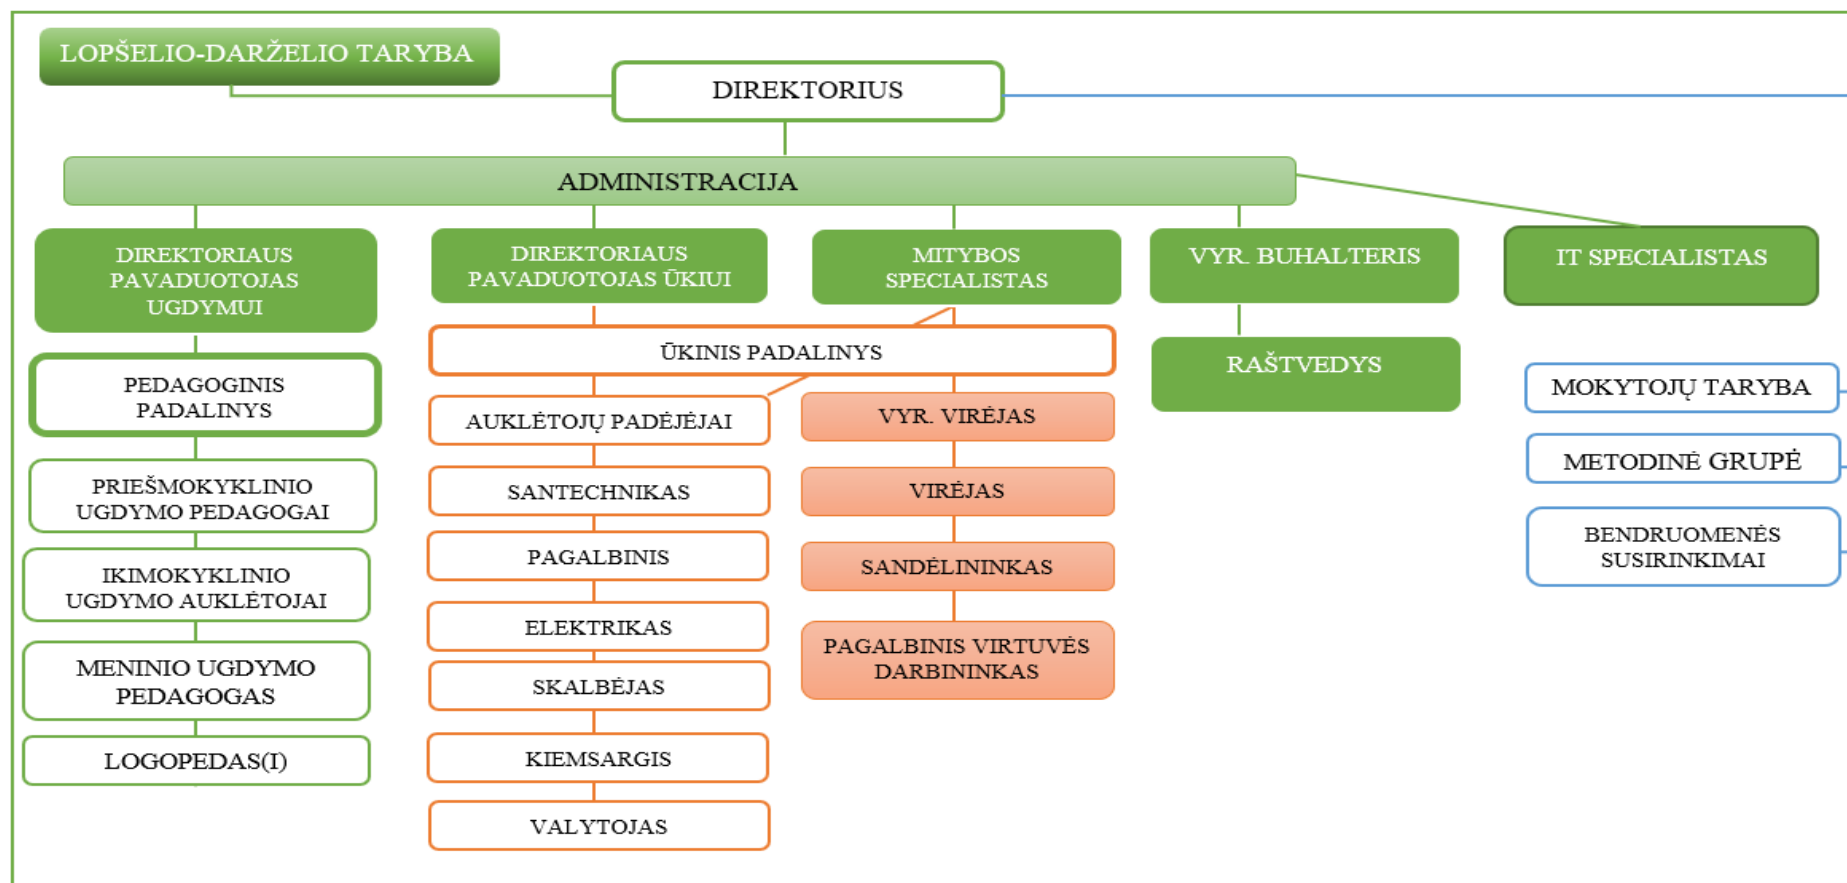 LOPŠELIO-DARŽELIO TARYBA
DIREKTORIUS
ADMINISTRACIJA
DIREKTORIAUS
PAVADUOTOJAS
UGDYMUI
PEDAGOGINIS
PADALINYS
PRIEŠMOKYKLINIO
UGDYMO PEDAGOGAI
IKIMOKYKLINIO
UGDYMO AUKLĖTOJAI
MENINIO UGDYMO
PEDAGOGAS
LOGOPEDAS(I)
DIREKTORIAUS
PAVADUOTOJAS ŪKIUI
MITYBOS
SPECIALISTAS
ŪKINIS PADALINYS
AUKLĖTOJŲ PADĖJĖJAI
SANTECHNIKAS
PAGALBINIS
ELEKTRIKAS
SKALBĖJAS
KIEMSARGIS
VALYTOJAS
VYR. VIRĖJAS
VIRĖJAS
SANDĖLININKAS
PAGALBINIS VIRTUVĖS
DARBININKAS
VYR. BUHALTERIS
RAŠTVEDYS
IT SPECIALISTAS
MOKYTOJŲ TARYBA
METODINĖ GRUPĖ
BENDRUOMENĖS
SUSIRINKIMAI